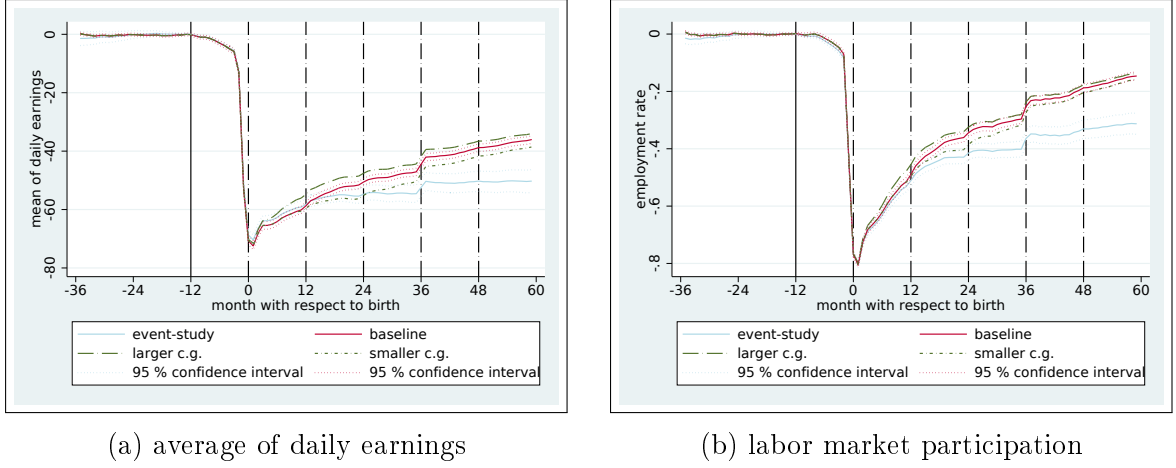 mean of daily earnings
0
-20
-40
-60
-80
-36 -24 -12 0 12 24 36 48 60
month with respect to birth
event-study baseline
larger c.g. smaller c.g.
95 % confidence interval 95 % confidence interval
(a) average of daily earnings
employment rate
0
-.2
-.4
-.6
-.8
-36 -24 -12 0 12 24 36 48 60
month with respect to birth
event-study baseline
larger c.g. smaller c.g.
95 % confidence interval 95 % confidence interval
(b) labor market participation